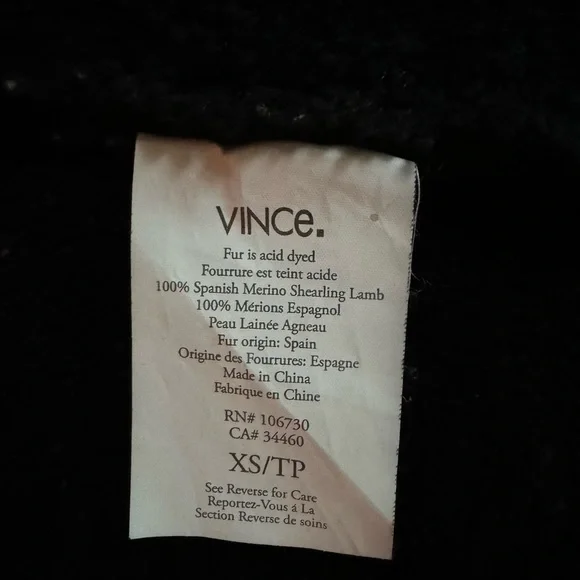 VINCe.
Fur is acid dyed
Fourrure est teint acide
100% Spanish Merino Shearling Lamb
100% Mérions Espagnol
Peau Lainée Agneau
Fur origin: Spain
Origine des Fourrures: Espagne
Made in China
Fabrique en Chine
RN# 106730
CA# 34460
XS/TP
See Reverse for Care
Reportez-Vous á La
Section Reverse de soins